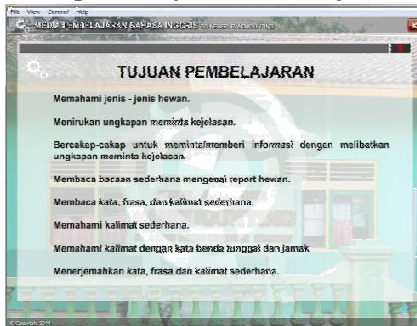 File View Control Help
MEDIA PEMBELAJARAN BAHASA INGGRIS
TUJUAN PEMBELAJARAN
Memahami jenis - jenis hewan.
Menirukan ungkapan meminta kejelasan.
Bercakap-cakap untuk meminta/memberi informasi dengan melibatkan
ungkapan meminta kejelasan.
Membaca bacaan sederhana mengenai report hewan.
Membaca kata, frasa, dan kalimat sederhana.
Memahami kalimat sederhana.
Memahami kalimat dengan kata benda tunggal dan jamak
Menerjemahkan kata, frasa dan kalimat sederhana.